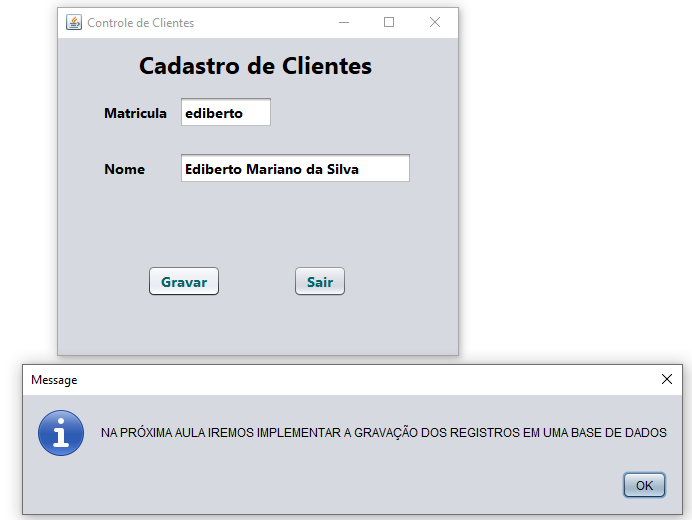 Controle de Clientes
Cadastro de Clientes
Matricula ediberto
Nome Ediberto Mariano da Silva
Gravar Sair
Message
NA PRÓXIMA AULA IREMOS IMPLEMENTAR A GRAVAÇÃO DOS REGISTROS EM UMA BASE DE DADOS
OK